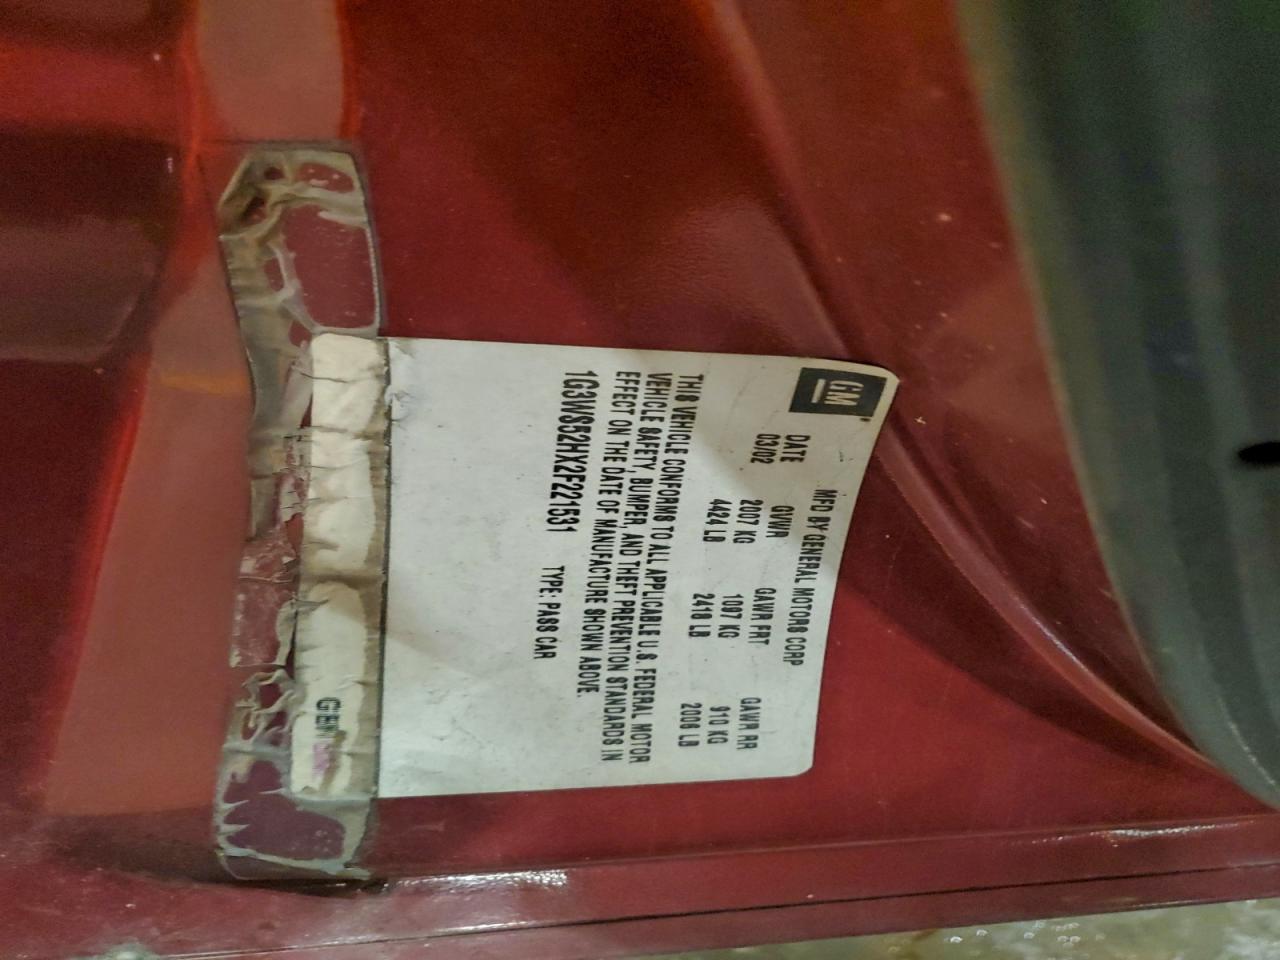 GM
MFD BY GENERAL MOTORS CORP
DATE GVWR GAWR FRT GAWR RR
03/02 2007 KG 1097 KG 910 KG
4424 LB 2418 LB 2006 LB
THIS VEHICLE CONFORMS TO ALL APPLICABLE U.S. FEDERAL MOTOR
VEHICLE SAFETY, BUMPER, AND THEFT PREVENTION STANDARDS IN
EFFECT ON THE DATE OF MANUFACTURE SHOWN ABOVE.
1G3WS52HX2F221531 TYPE: PASS CAR